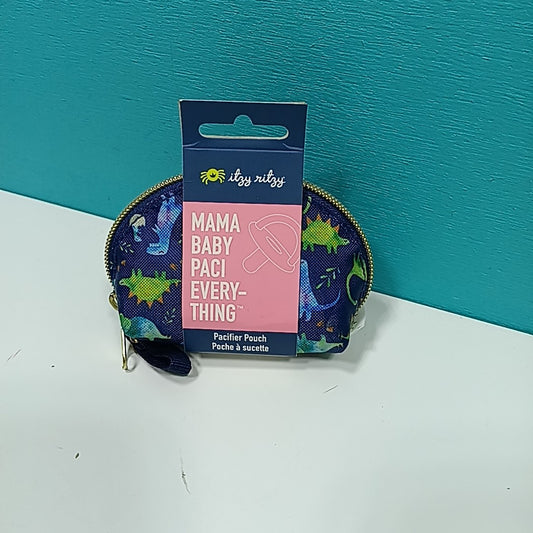 itzy ritzy
MAMA
BABY
PACI
EVERY-
THING™
Pacifier Pouch
Poche à sucette